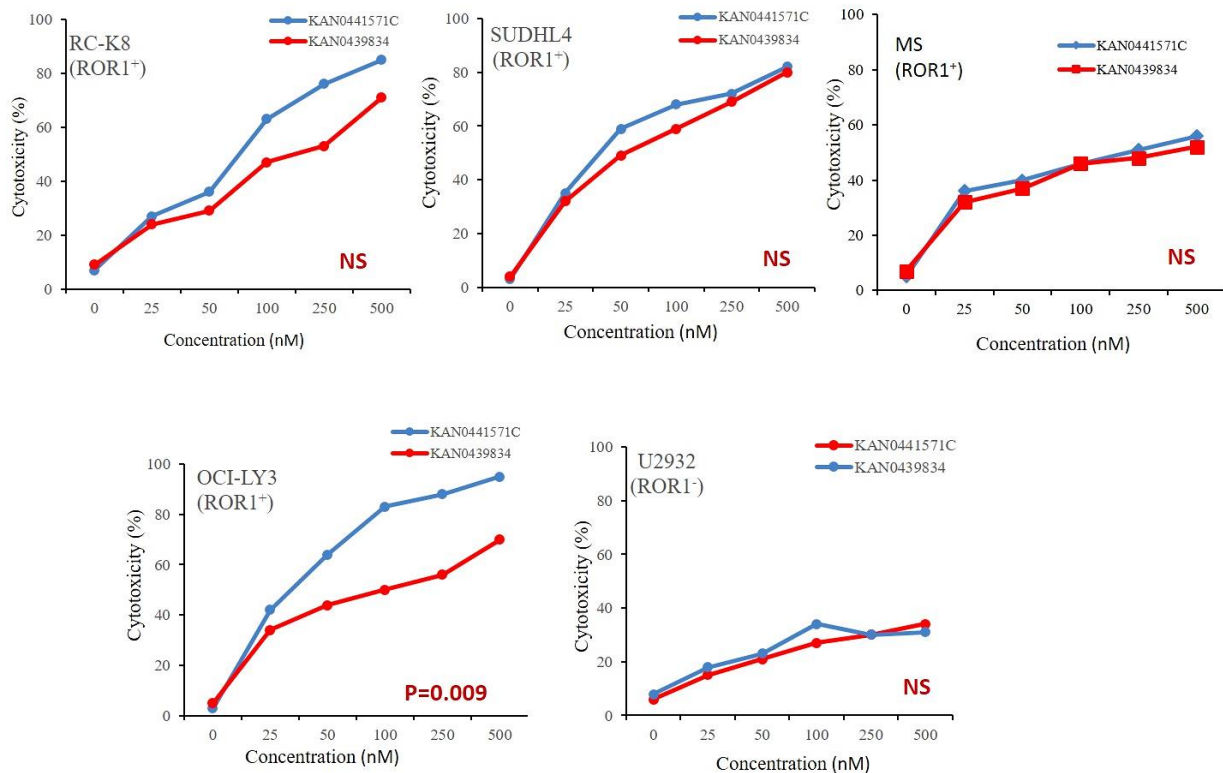 KAN0441571C
KAN0439834
RC-K8
(ROR1⁺)
Cytotoxicity (%)
100
80
60
40
20
0
0 25 50 100 250 500
NS
Concentration (nM)
KAN0441571C
KAN0439834
SUDHL4
(ROR1⁺)
Cytotoxicity (%)
100
80
60
40
20
0
0 25 50 100 250 500
NS
Concentration (nM)
KAN0441571C
KAN0439834
MS
(ROR1⁺)
Cytotoxicity (%)
100
80
60
40
20
0
0 25 50 100 250 500
NS
Concentration (nM)
KAN0441571C
KAN0439834
OCI-LY3
(ROR1⁺)
Cytotoxicity (%)
100
80
60
40
20
0
0 25 50 100 250 500
P=0.009
Concentration (nM)
KAN0441571C
KAN0439834
U2932
(ROR1⁻)
Cytotoxicity (%)
100
80
60
40
20
0
0 25 50 100 250 500
NS
Concentration (nM)